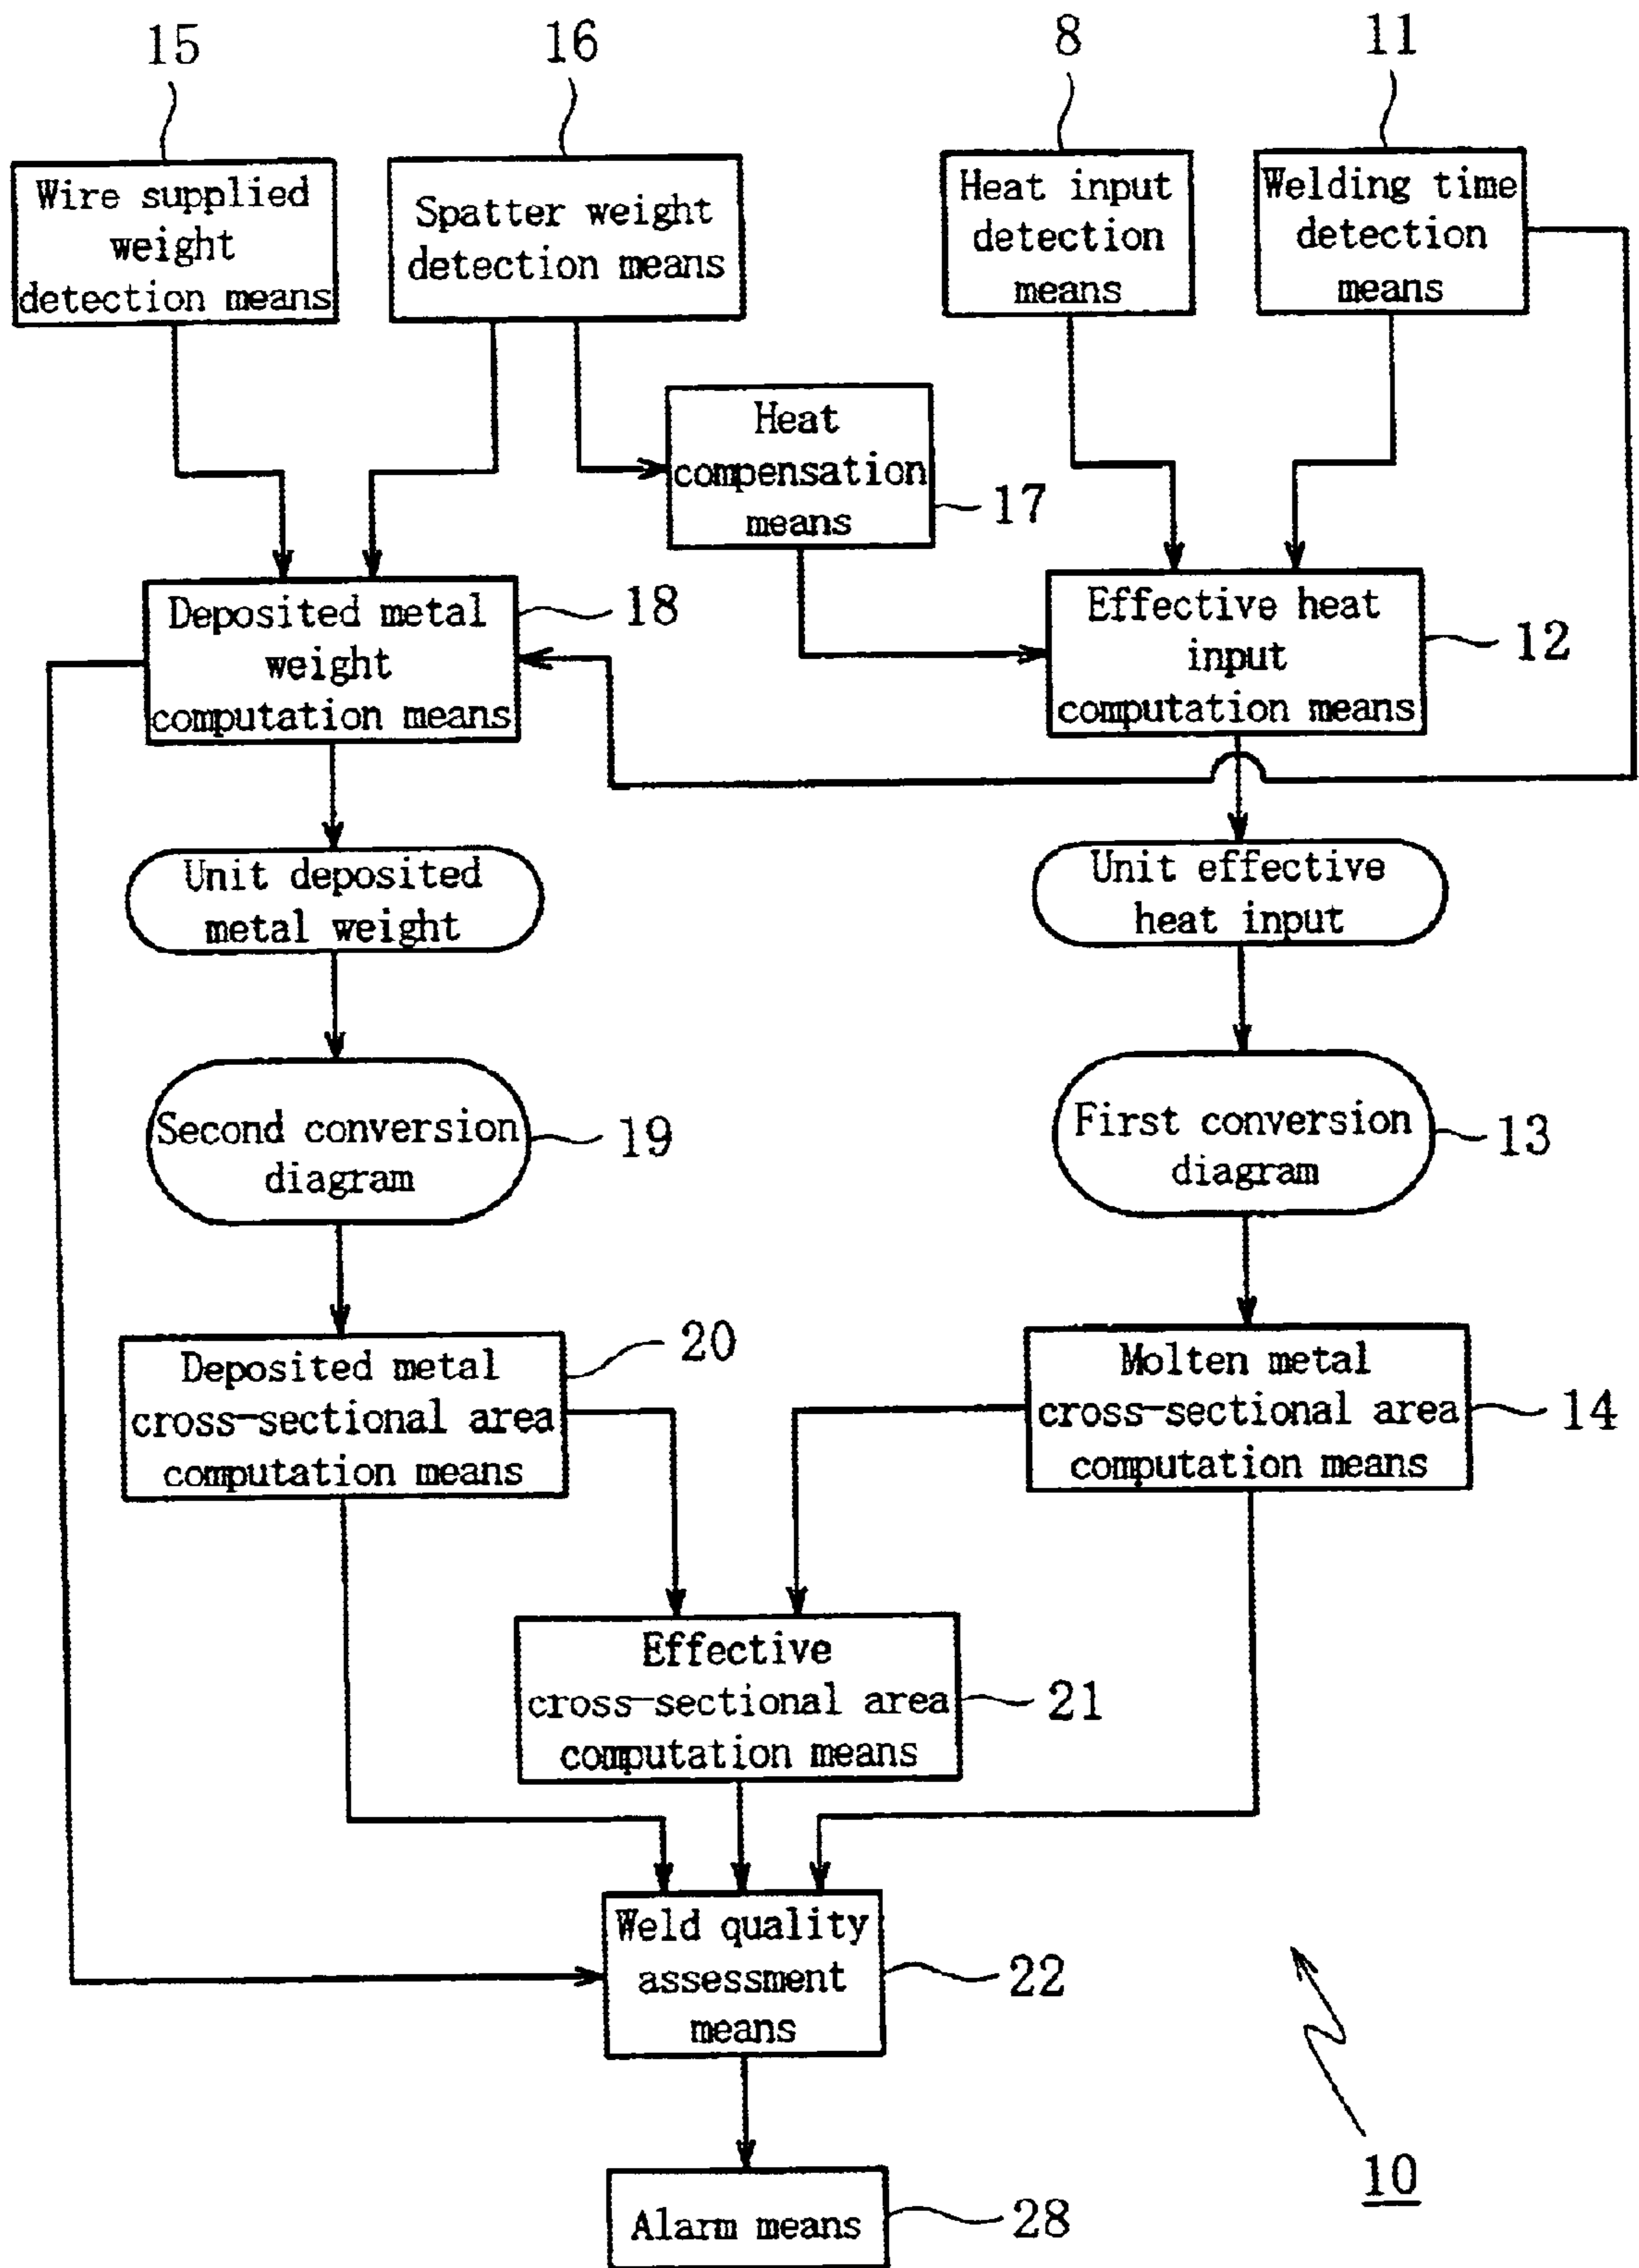 15
16
8
11
Wire supplied
weight
detection means
Spatter weight
detection means
Heat input
detection
means
Welding time
detection
means
Heat
compensation
means
17
Deposited metal
weight
computation means
18
Effective heat
input
computation means
12
Unit deposited
metal weight
Unit effective
heat input
Second conversion
diagram
19
First conversion
diagram
13
Deposited metal
cross-sectional area
computation means
20
Molten metal
cross-sectional area
computation means
14
Effective
cross-sectional area
computation means
21
Weld quality
assessment
means
22
10
Alarm means
28